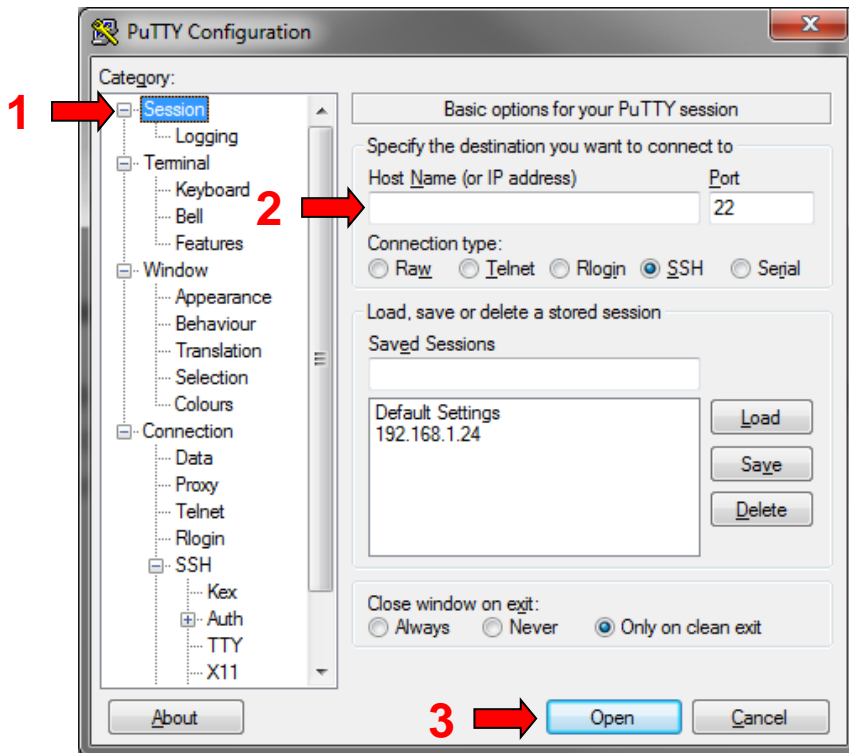 PuTTY Configuration
Category:
1
Session
Logging
Terminal
Keyboard
Bell
Features
Window
Appearance
Behaviour
Translation
Selection
Colours
Connection
Data
Proxy
Telnet
Rlogin
SSH
Kex
Auth
TTY
X11
Basic options for your PuTTY session
Specify the destination you want to connect to
Host Name (or IP address) Port
2
22
Connection type:
Raw Telnet Rlogin SSH Serial
Load, save or delete a stored session
Saved Sessions
Default Settings
192.168.1.24
Load
Save
Delete
Close window on exit:
Always Never Only on clean exit
About
3
Open
Cancel